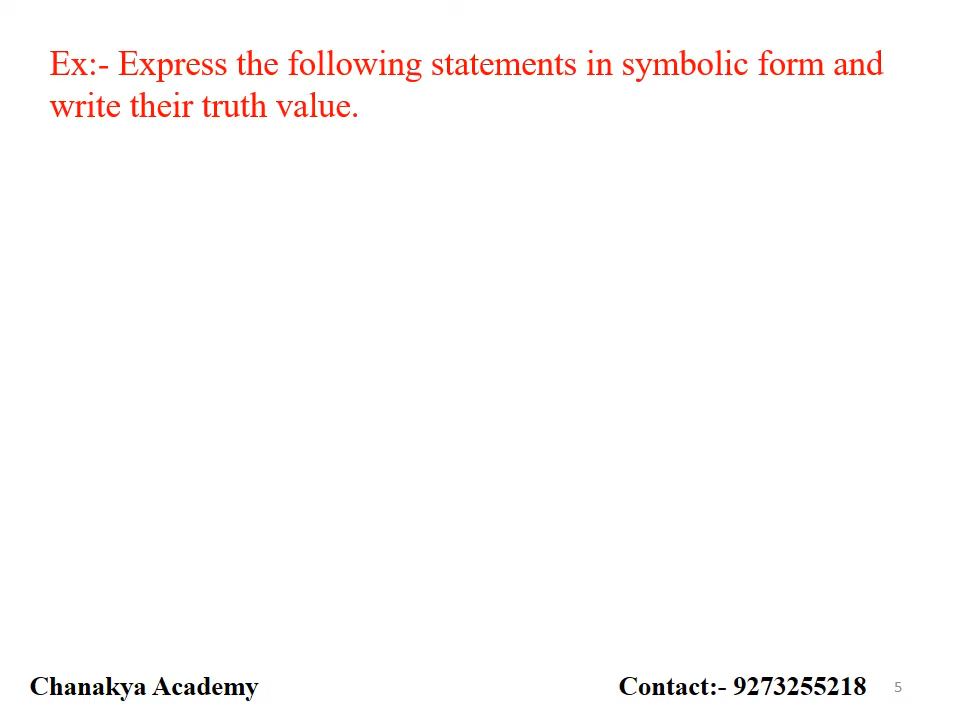 Ex:- Express the following statements in symbolic form and
write their truth value.
Chanakya Academy
Contact:- 9273255218
5